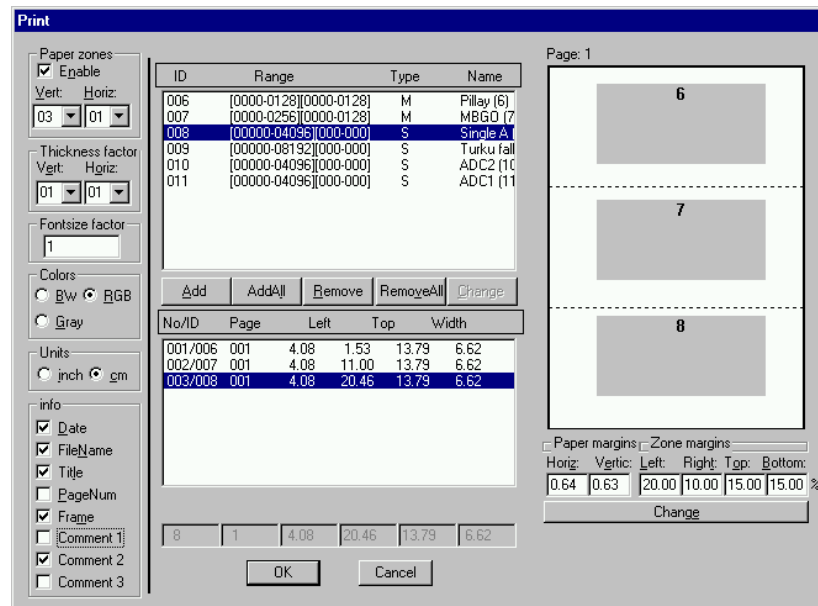 Print
Paper zones
Enable
Vert: Horiz:
03 01
Thickness factor
Vert: Horiz:
01 01
Fontsize factor
1
Colors
BW RGB
Gray
Units
inch cm
info
Date
FileName
Title
PageNum
Frame
Comment 1
Comment 2
Comment 3
ID Range Type Name
006 [0000-0128][0000-0128] M Pillay (6)
007 [0000-0256][0000-0128] M MBGO (7
008 [00000-04096][000-000] S Single A (
009 [00000-08192][000-000] S Turku fall
010 [00000-04096][000-000] S ADC2 (10
011 [00000-04096][000-000] S ADC1 (11
Add AddAll Remove RemoveAll Change
No/ID Page Left Top Width
001/006 001 4.08 1.53 13.79 6.62
002/007 001 4.08 11.00 13.79 6.62
003/008 001 4.08 20.46 13.79 6.62
8 1 4.08 20.46 13.79 6.62
OK Cancel
Page: 1
6
7
8
Paper margins Zone margins
Horiz: Vertic: Left: Right: Top: Bottom:
0.64 0.63 20.00 10.00 15.00 15.00 %
Change